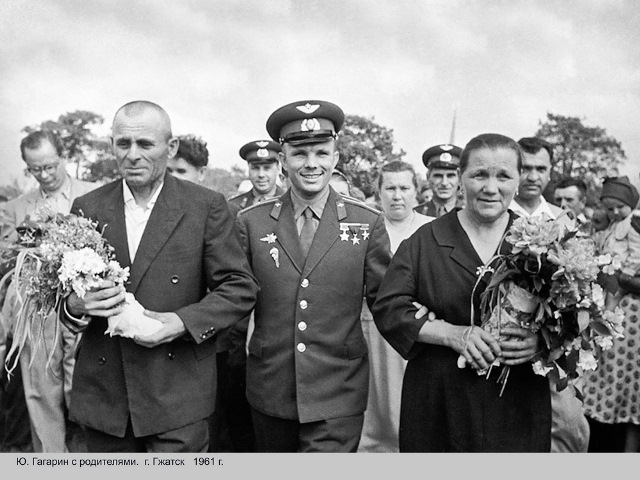 Ю. Гагарин с родителями. г. Гжатск 1961 г.